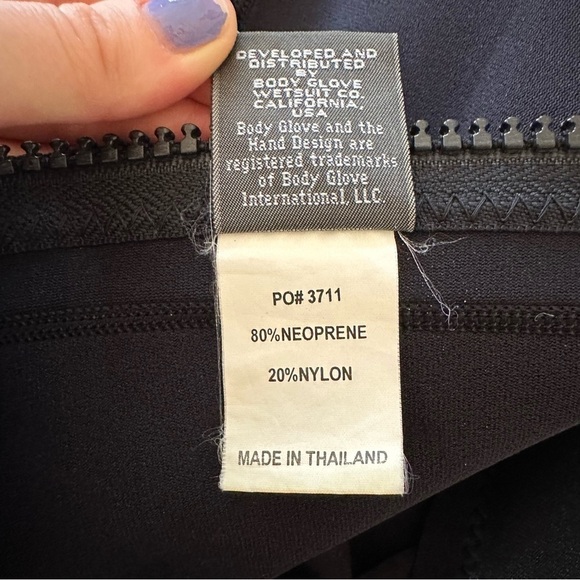 DEVELOPED AND
DISTRIBUTED
BY
BODY GLOVE
WETSUIT CO.
CALIFORNIA,
USA
Body Glove and the
Hand Design are
registered trademarks
of Body Glove
International, LLC.
PO# 3711
80%NEOPRENE
20%NYLON
MADE IN THAILAND